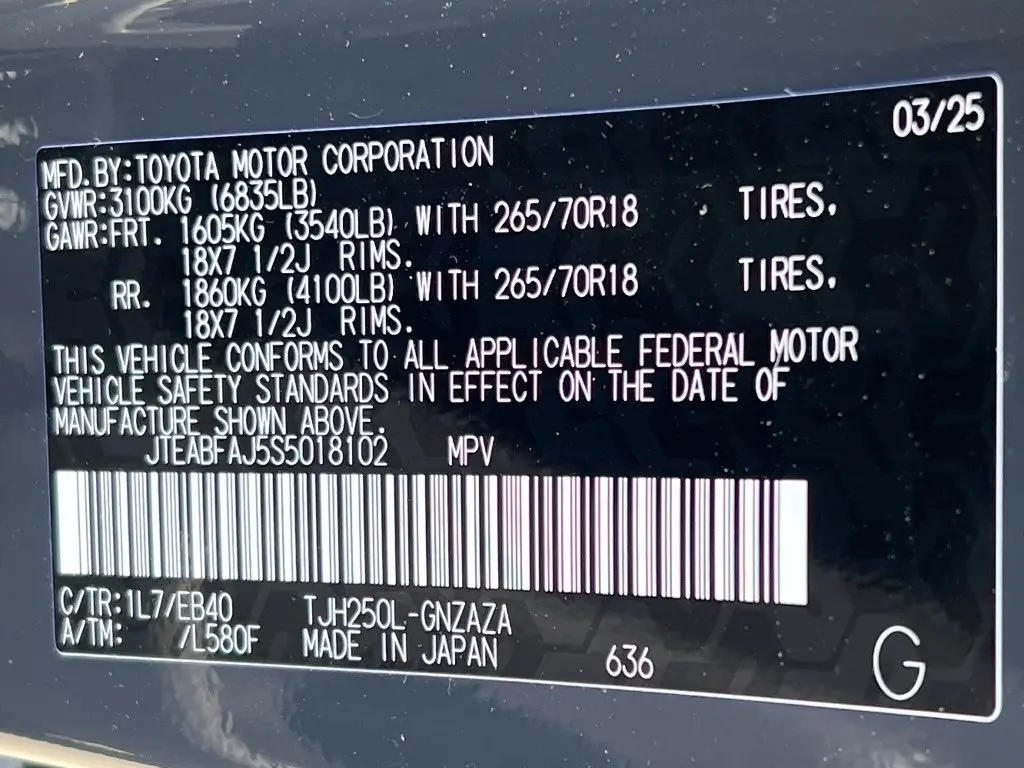 03/25
MFD.BY:TOYOTA MOTOR CORPORATION
GVWR:3100KG (6835LB)
GAWR:FRT. 1605KG (3540LB) WITH 265/70R18 TIRES.
18X7 1/2J RIMS.
RR. 1860KG (4100LB) WITH 265/70R18 TIRES.
18X7 1/2J RIMS.
THIS VEHICLE CONFORMS TO ALL APPLICABLE FEDERAL MOTOR
VEHICLE SAFETY STANDARDS IN EFFECT ON THE DATE OF
MANUFACTURE SHOWN ABOVE.
JTEABFAJ5S5018102 MPV
C/TR:1L7/EB40 TJH250L-GNZAZA
A/TM: /L580F MADE IN JAPAN 636 G